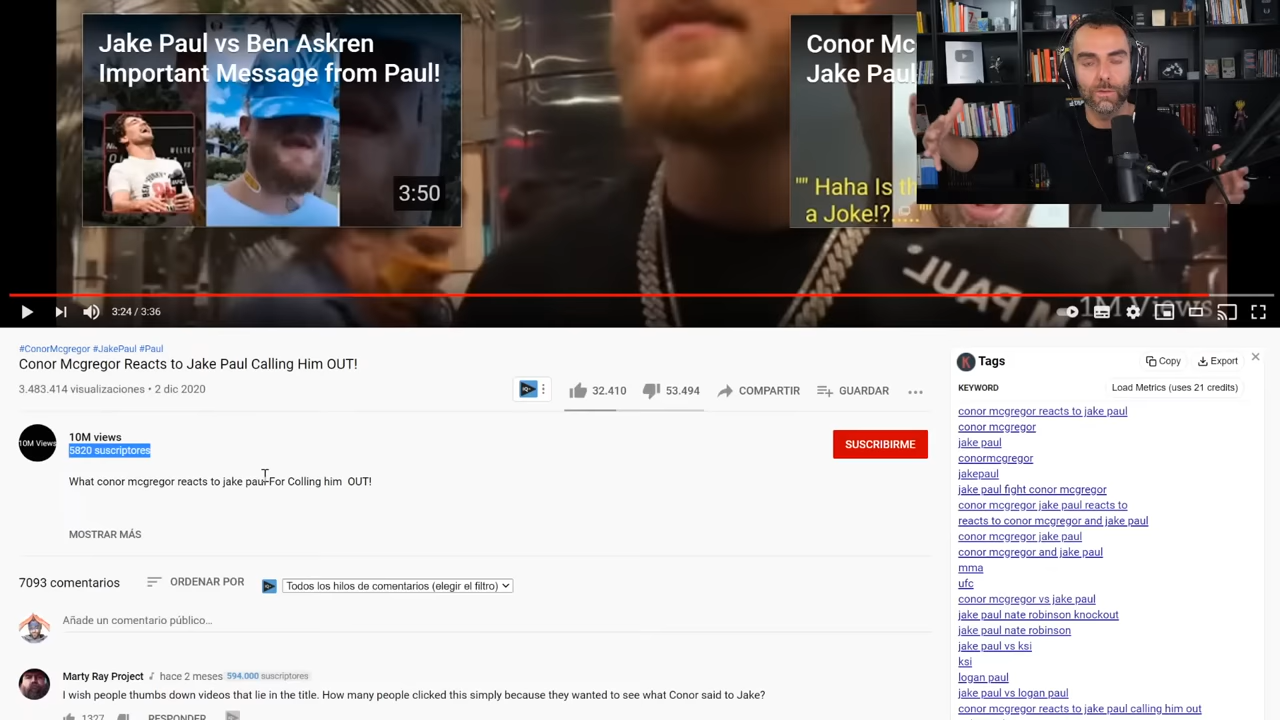 Jake Paul vs Ben Askren
Important Message from Paul!
3:50
Conor Mc
Jake Paul
"" Haha Is th
a Joke!?....."
PAUL
1M Views
3:24 / 3:36
#ConorMcgregor #JakePaul #Paul
Conor Mcgregor Reacts to Jake Paul Calling Him OUT!
3.483.414 visualizaciones • 2 dic 2020
32.410
53.494
COMPARTIR
GUARDAR
10M Views
10M views
5820 suscriptores
SUSCRIBIRME
What conor mcgregor reacts to jake paul For Colling him OUT!
MOSTRAR MÁS
7093 comentarios
ORDENAR POR
Todos los hilos de comentarios (elegir el filtro)
Añade un comentario público...
Marty Ray Project
hace 2 meses
594.000 suscriptores
I wish people thumbs down videos that lie in the title. How many people clicked this simply because they wanted to see what Conor said to Jake?
1327
RESPONDER
K
Tags
Copy
Export
KEYWORD
Load Metrics (uses 21 credits)
conor mcgregor reacts to jake paul
conor mcgregor
jake paul
conormcgregor
jakepaul
jake paul fight conor mcgregor
conor mcgregor jake paul reacts to
reacts to conor mcgregor and jake paul
conor mcgregor jake paul
conor mcgregor and jake paul
mma
ufc
conor mcgregor vs jake paul
jake paul nate robinson knockout
jake paul nate robinson
jake paul vs ksi
ksi
logan paul
jake paul vs logan paul
conor mcgregor reacts to jake paul calling him out